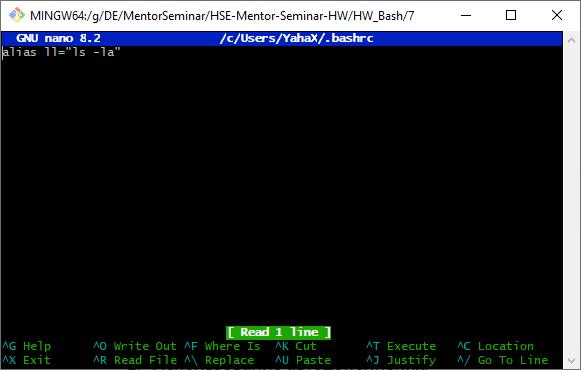 MINGW64:/g/DE/MentorSeminar/HSE-Mentor-Seminar-HW/HW_Bash/7
GNU nano 8.2 /c/Users/YahaX/.bashrc
alias ll="ls -la"
[ Read 1 line ]
^G Help ^O Write Out ^F Where Is ^K Cut ^T Execute ^C Location
^X Exit ^R Read File ^\ Replace ^U Paste ^J Justify ^/ Go To Line